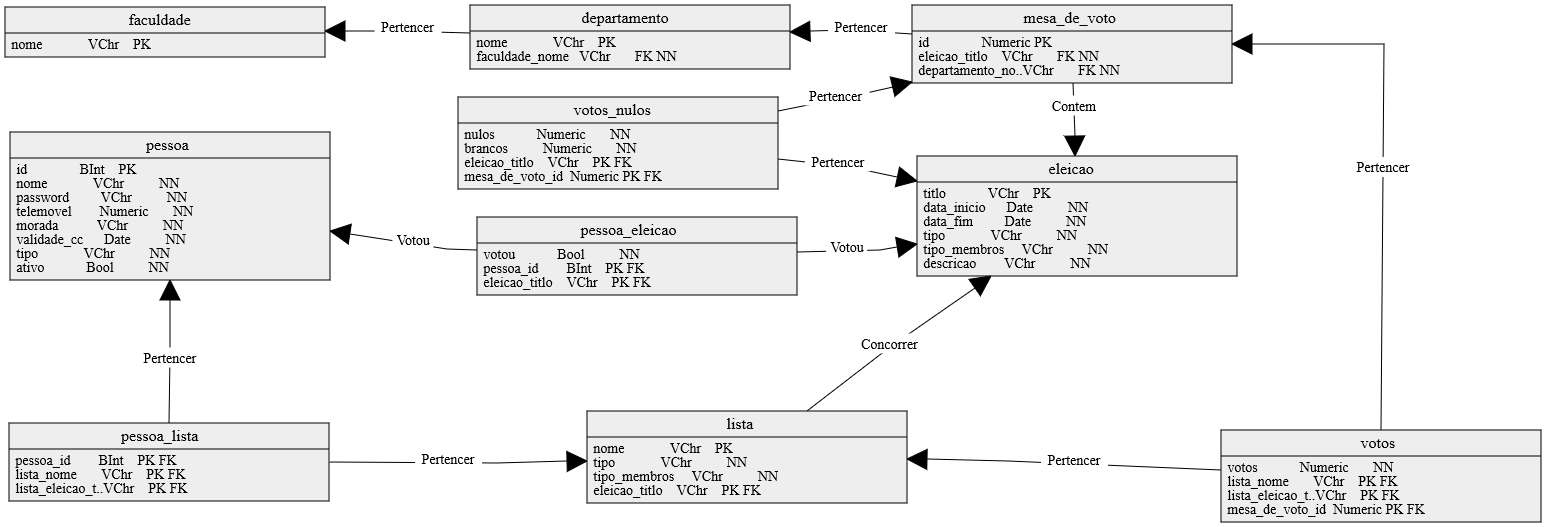 faculdade
nome VChr PK
Pertencer
departamento
nome VChr PK
faculdade_nome VChr FK NN
Pertencer
mesa_de_voto
id Numeric PK
eleicao_titlo VChr FK NN
departamento_no..VChr FK NN
votos_nulos
nulos Numeric NN
brancos Numeric NN
eleicao_titlo VChr PK FK
mesa_de_voto_id Numeric PK FK
Pertencer
Contem
Pertencer
Pertencer
pessoa
id BInt PK
nome VChr NN
password VChr NN
telemovel Numeric NN
morada VChr NN
validade_cc Date NN
tipo VChr NN
ativo Bool NN
eleicao
titlo VChr PK
data_inicio Date NN
data_fim Date NN
tipo VChr NN
tipo_membros VChr NN
descricao VChr NN
Votou
pessoa_eleicao
votou Bool NN
pessoa_id BInt PK FK
eleicao_titlo VChr PK FK
Votou
Pertencer
Concorrer
pessoa_lista
pessoa_id BInt PK FK
lista_nome VChr PK FK
lista_eleicao_t..VChr PK FK
Pertencer
lista
nome VChr PK
tipo VChr NN
tipo_membros VChr NN
eleicao_titlo VChr PK FK
Pertencer
votos
votos Numeric NN
lista_nome VChr PK FK
lista_eleicao_t..VChr PK FK
mesa_de_voto_id Numeric PK FK